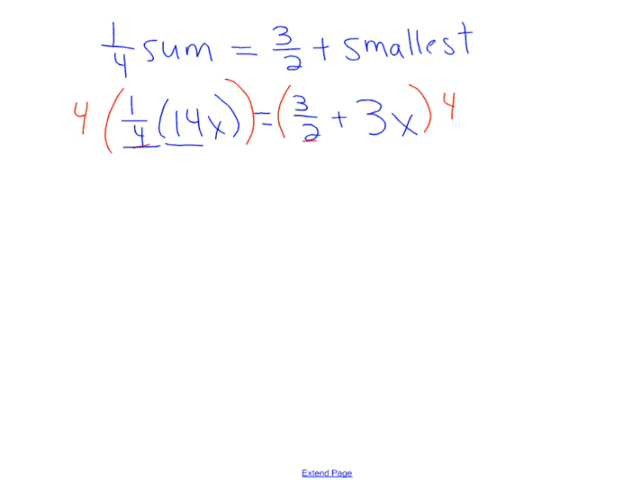 1/4 sum = 3/2 + smallest
4 (1/4 (14x)) = (3/2 + 3x) 4
Extend Page